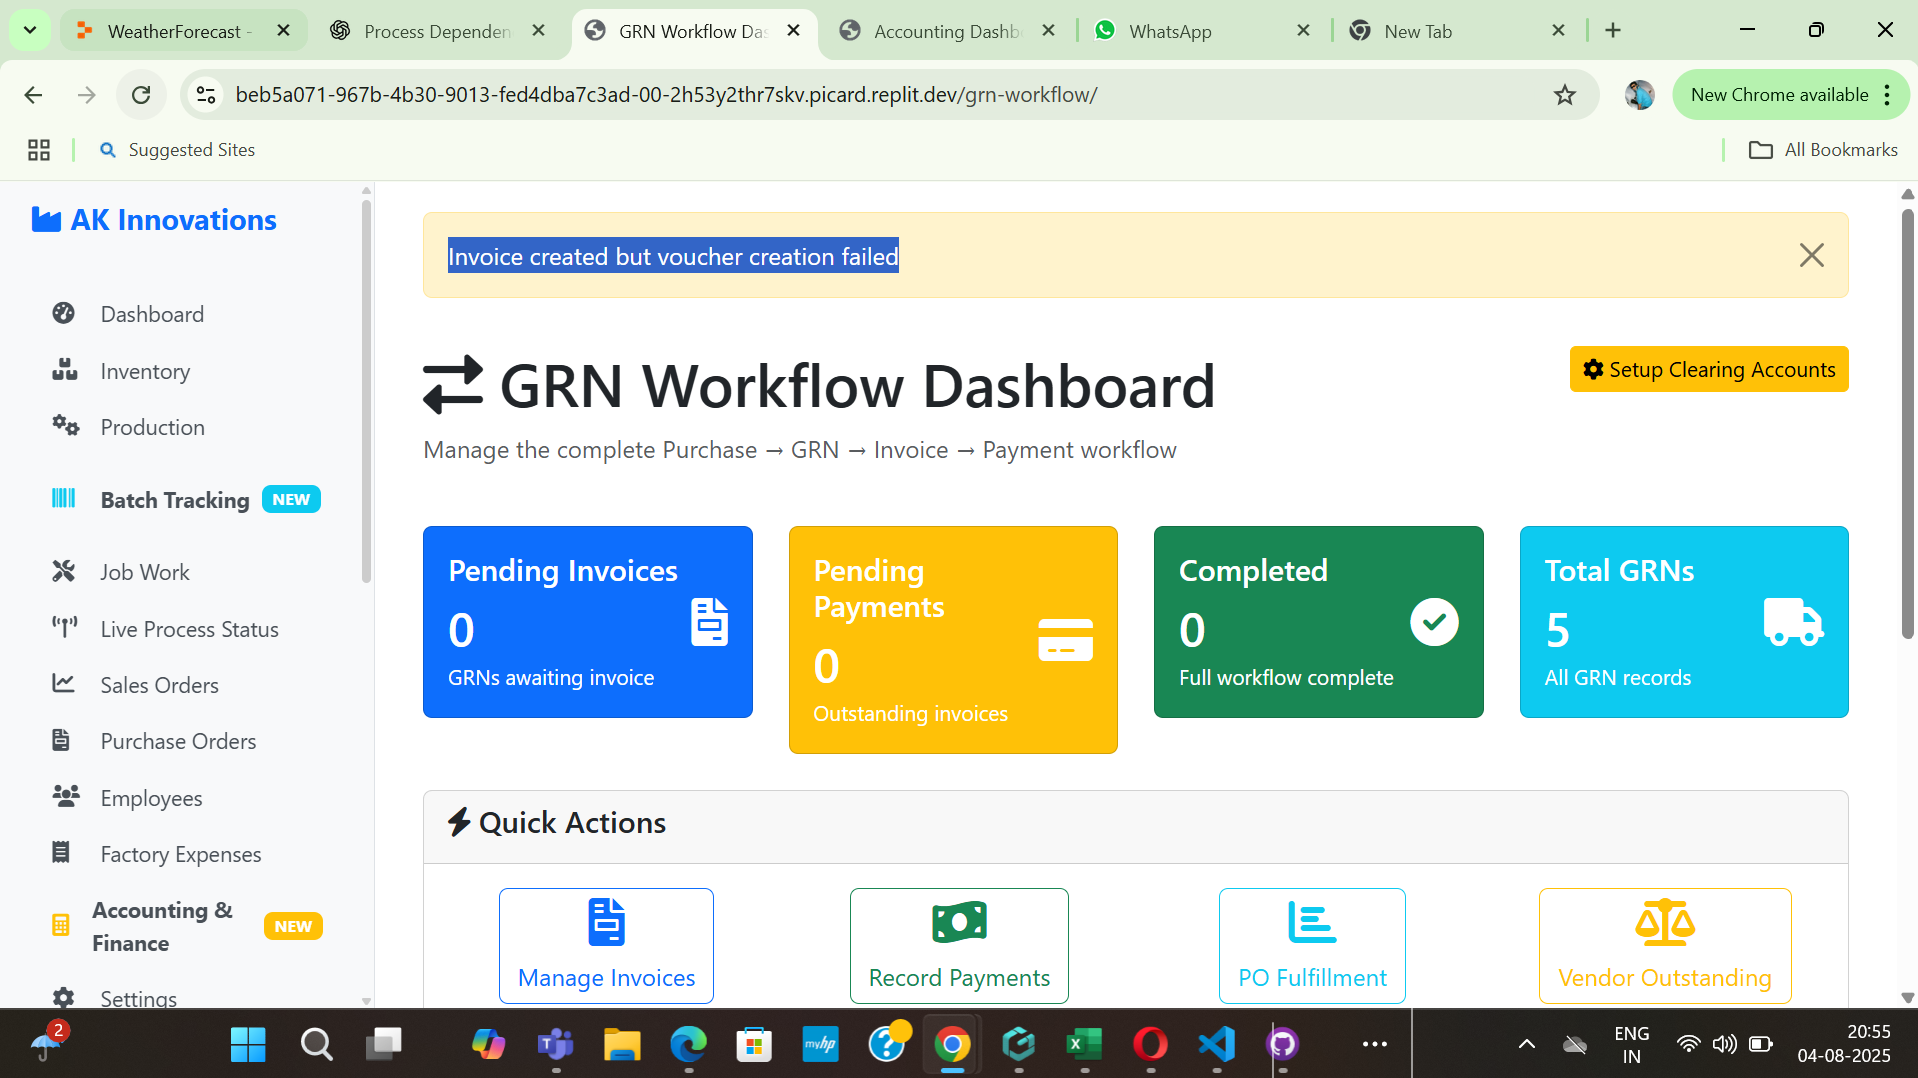 WeatherForecast -
Process Dependen
GRN Workflow Das
Accounting Dashb
WhatsApp
New Tab
beb5a071-967b-4b30-9013-fed4dba7c3ad-00-2h53y2thr7skv.picard.replit.dev/grn-workflow/
New Chrome available
Suggested Sites
All Bookmarks
AK Innovations
Dashboard
Inventory
Production
Batch Tracking NEW
Job Work
Live Process Status
Sales Orders
Purchase Orders
Employees
Factory Expenses
Accounting &
Finance
NEW
Settings
Invoice created but voucher creation failed
GRN Workflow Dashboard
Setup Clearing Accounts
Manage the complete Purchase → GRN → Invoice → Payment workflow
Pending Invoices
0
GRNs awaiting invoice
Pending
Payments
0
Outstanding invoices
Completed
0
Full workflow complete
Total GRNs
5
All GRN records
Quick Actions
Manage Invoices
Record Payments
PO Fulfillment
Vendor Outstanding
2
myhp
ENG
IN
20:55
04-08-2025